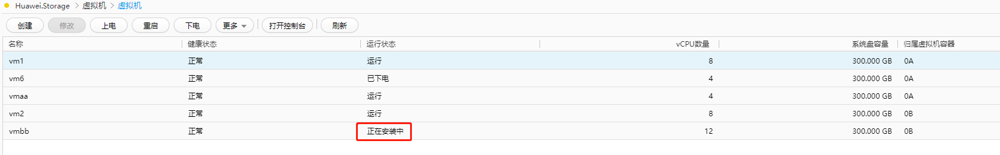 Huawei.Storage > 虚拟机 > 虚拟机
创建 修改 上电 重启 下电 更多 打开控制台 刷新
名称 健康状态 运行状态 vCPU数量 系统盘容量 归属虚拟机容器
vm1 正常 运行 8 300.000 GB 0A
vm6 正常 已下电 4 300.000 GB 0A
vmaa 正常 运行 4 300.000 GB 0A
vm2 正常 运行 8 300.000 GB 0B
vmbb 正常 正在安装中 12 300.000 GB 0B